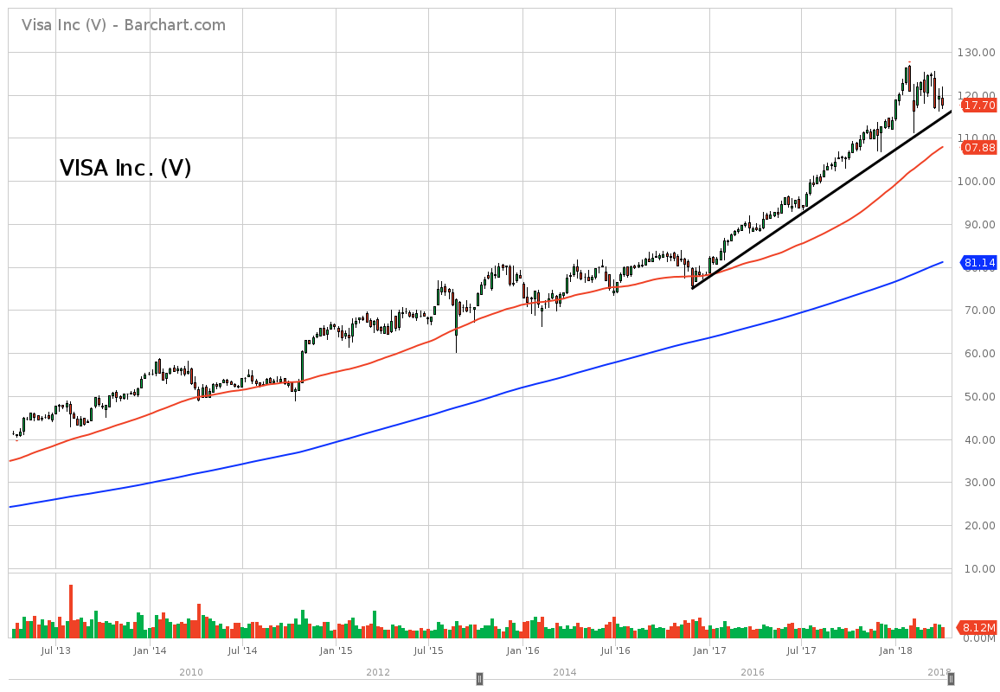 Visa Inc (V) - Barchart.com
130.00
120.00
17.70
110.00
07.88
VISA Inc. (V)
100.00
90.00
81.14
70.00
60.00
50.00
40.00
30.00
20.00
10.00
8.12M
0.00M
Jul '13 Jan '14 Jul '14 Jan '15 Jul '15 Jan '16 Jul '16 Jan '17 Jul '17 Jan '18
2010 2012 2014 2016 2018